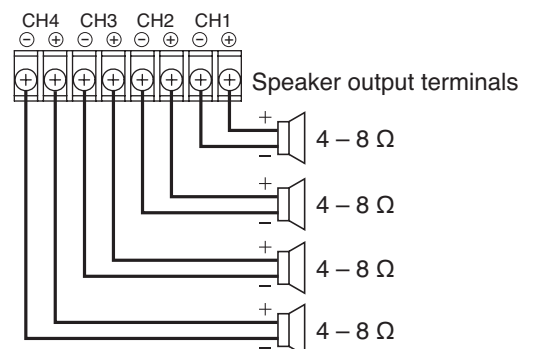 CH4 CH3 CH2 CH1
⊖ ⊕ ⊖ ⊕ ⊖ ⊕ ⊖ ⊕
Speaker output terminals
+
4 – 8 Ω
–
+
4 – 8 Ω
–
+
4 – 8 Ω
–
+
4 – 8 Ω
–